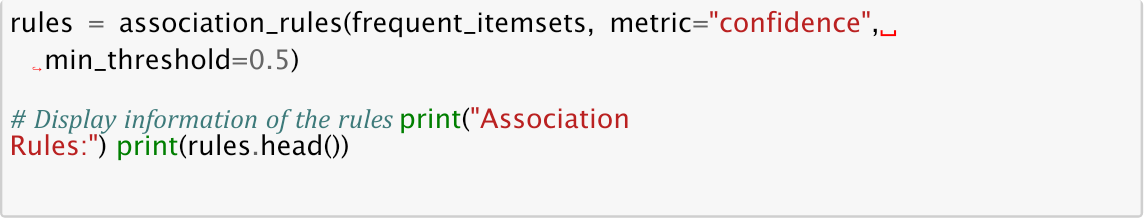 rules = association_rules(frequent_itemsets, metric="confidence",␣
↪min_threshold=0.5)
# Display information of the rules print("Association
Rules:") print(rules.head())